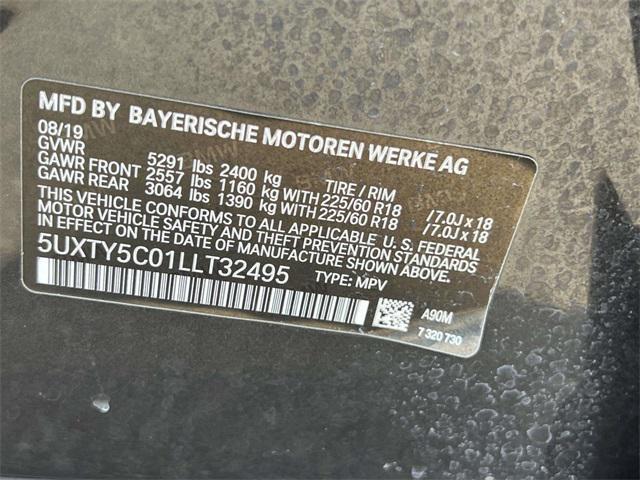 MFD BY BAYERISCHE MOTOREN WERKE AG
08/19
GVWR 5291 lbs 2400 kg TIRE / RIM
GAWR FRONT 2557 lbs 1160 kg WITH 225/60 R18 /7.0J x 18
GAWR REAR 3064 lbs 1390 kg WITH 225/60 R18 /7.0J x 18
THIS VEHICLE CONFORMS TO ALL APPLICABLE U.S. FEDERAL
MOTOR VEHICLE SAFETY AND THEFT PREVENTION STANDARDS
IN EFFECT ON THE DATE OF MANUFACTURE SHOWN ABOVE.
5UXTY5C01LLT32495 TYPE: MPV
A90M
7 320 730